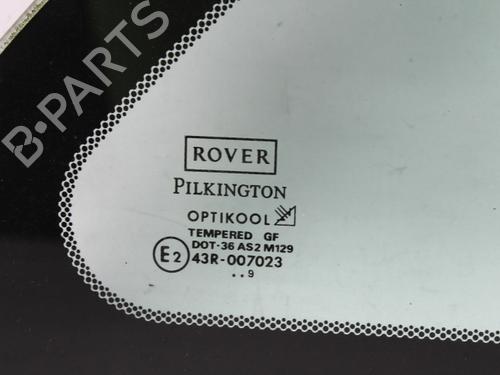 B-PARTS
ROVER
PILKINGTON
OPTIKOOL
TEMPERED GF
DOT-36 AS2 M129
E2 43R-007023
..9